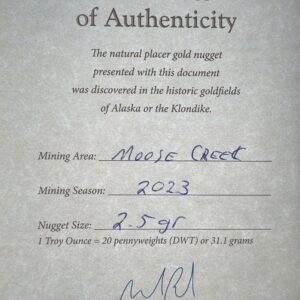 of Authenticity
The natural placer gold nugget
presented with this document
was discovered in the historic goldfields
of Alaska or the Klondike.
Mining Area: MOOSE CREEK
Mining Season: 2023
Nugget Size: 2.5 gr
1 Troy Ounce = 20 pennyweights (DWT) or 31.1 grams